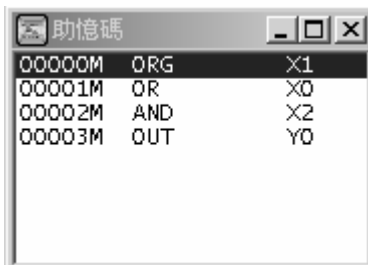 助憶碼
00000M ORG X1
00001M OR X0
00002M AND X2
00003M OUT Y0